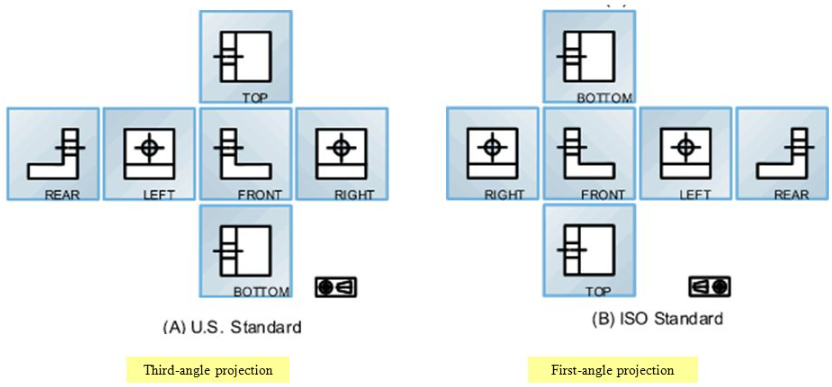 TOP
REAR
LEFT
FRONT
RIGHT
BOTTOM
(A) U.S. Standard
Third-angle projection
BOTTOM
RIGHT
FRONT
LEFT
REAR
TOP
(B) ISO Standard
First-angle projection